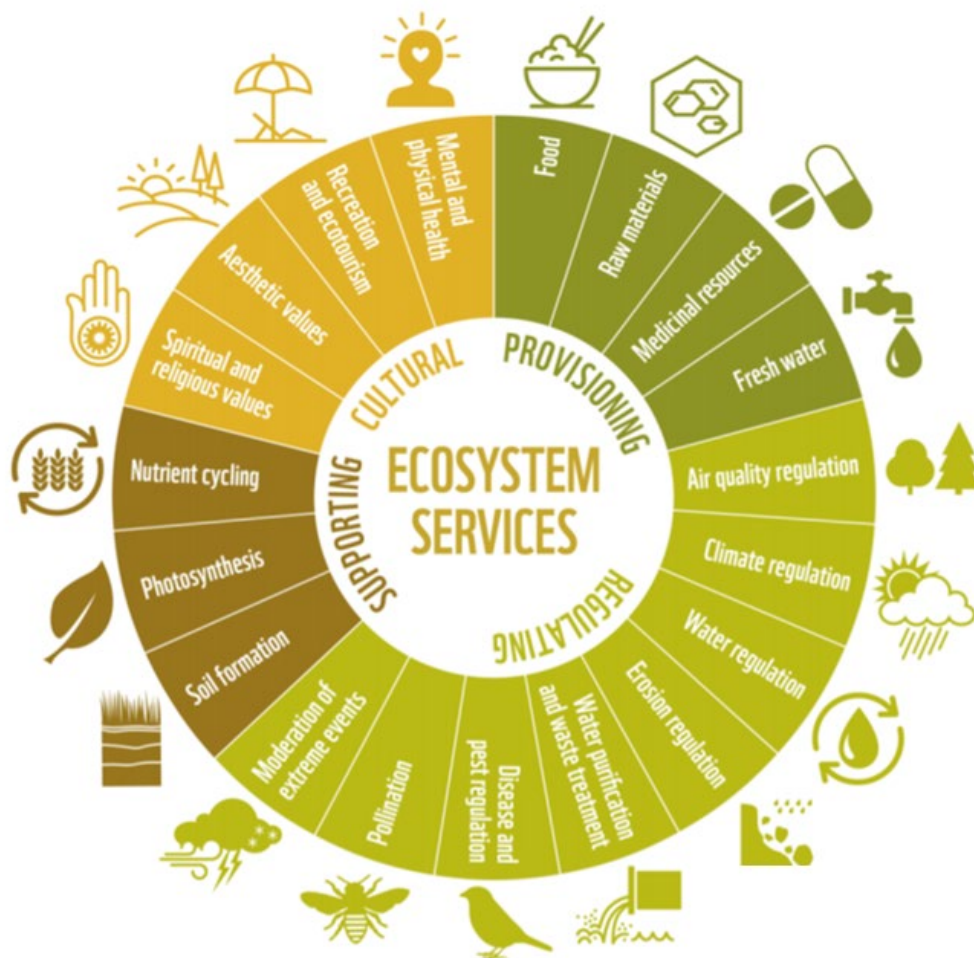 ECOSYSTEM
SERVICES
PROVISIONING
Food
Raw materials
Medicinal resources
Fresh water
REGULATING
Air quality regulation
Climate regulation
Water regulation
Erosion regulation
Water purification
and waste treatment
Disease and
pest regulation
Pollination
Moderation of
extreme events
SUPPORTING
Soil formation
Photosynthesis
Nutrient cycling
CULTURAL
Spiritual and
religious values
Aesthetic values
Recreation
and ecotourism
Mental and
physical health